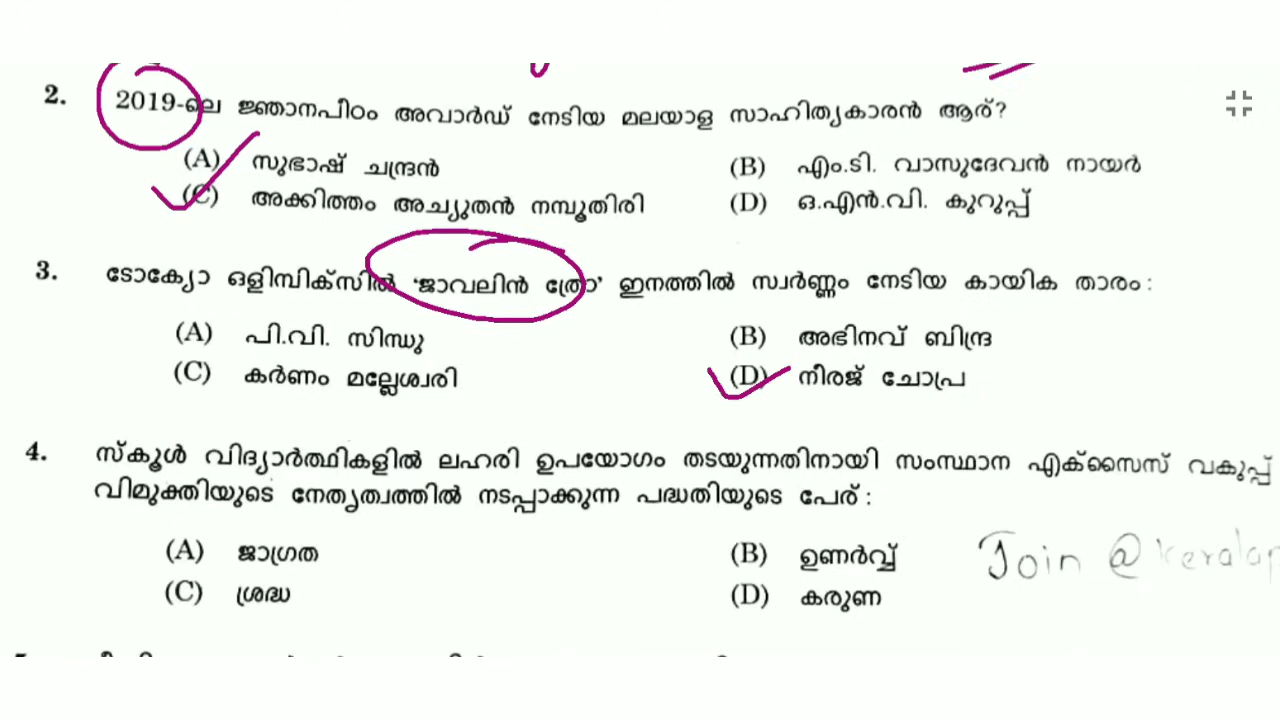 2. 2019-ലെ ജ്ഞാനപീഠം അവാർഡ് നേടിയ മലയാള സാഹിത്യകാരൻ ആര്?
(A) സുഭാഷ് ചന്ദ്രൻ (B) എം.ടി. വാസുദേവൻ നായർ
(C) അക്കിത്തം അച്യുതൻ നമ്പൂതിരി (D) ഒ.എൻ.വി. കുറുപ്പ്
3. ടോക്യോ ഒളിമ്പിക്സിൽ ‘ജാവലിൻ ത്രോ’ ഇനത്തിൽ സ്വർണ്ണം നേടിയ കായിക താരം :
(A) പി.വി. സിന്ധു (B) അഭിനവ് ബിന്ദ്ര
(C) കർണം മല്ലേശ്വരി (D) നീരജ് ചോപ്ര
4. സ്കൂൾ വിദ്യാർത്ഥികളിൽ ലഹരി ഉപയോഗം തടയുന്നതിനായി സംസ്ഥാന എക്സൈസ് വകുപ്പ്
വിമുക്തിയുടെ നേതൃത്വത്തിൽ നടപ്പാക്കുന്ന പദ്ധതിയുടെ പേര് :
(A) ജാഗ്രത (B) ഉണർവ്വ്
(C) ശ്രദ്ധ (D) കരുണ
Join @keralap